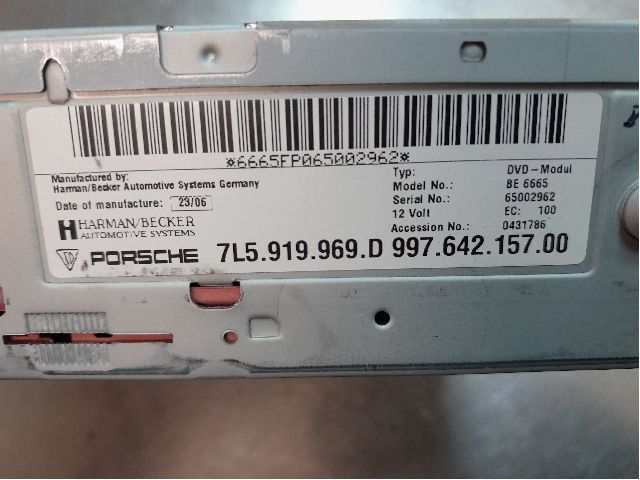 *6665FP065002962*
Manufactured by:
Harman/Becker Automotive Systems Germany
Date of manufacture: 23/06
HARMAN/BECKER
AUTOMOTIVE SYSTEMS
Typ: DVD-Modul
Model No.: BE 6665
Serial No.: 65002962
12 Volt EC: 100
Accession No.: 0431786
PORSCHE 7L5.919.969.D 997.642.157.00